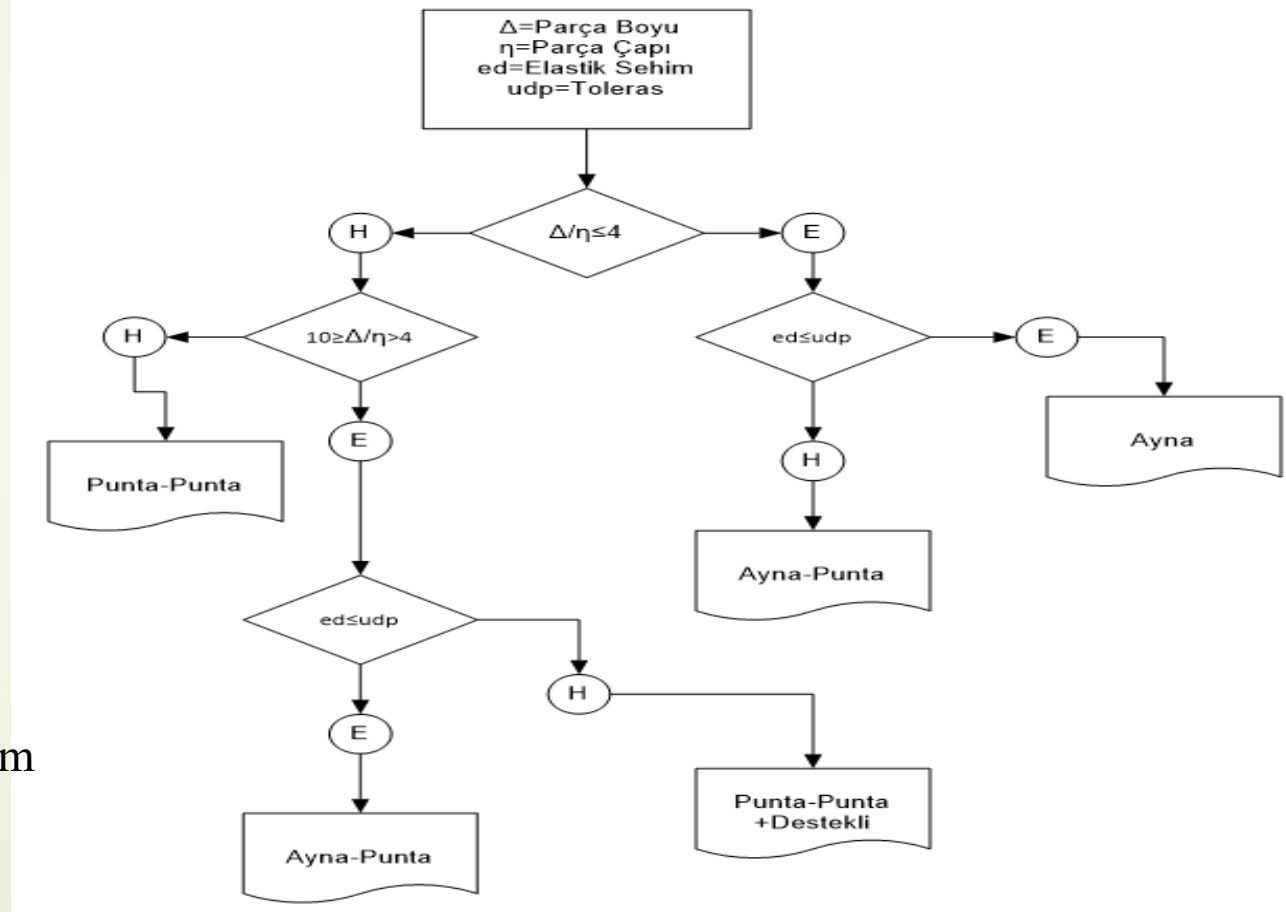 Δ=Parça Boyu
η=Parça Çapı
ed=Elastik Sehim
udp=Toleras
H
Δ/η≤4
E
H
10≥Δ/η>4
ed≤udp
E
Punta-Punta
E
Ayna
H
Ayna-Punta
ed≤udp
H
E
m
Punta-Punta
+Destekli
Ayna-Punta